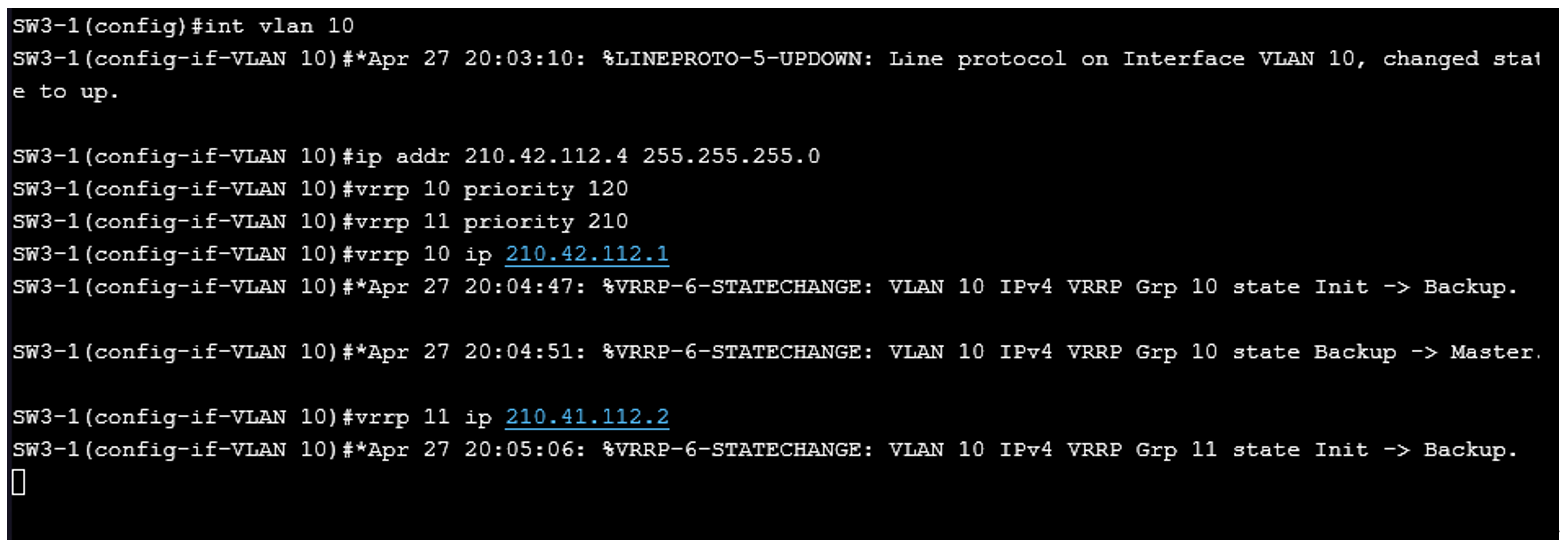 SW3-1(config)#int vlan 10
SW3-1(config-if-VLAN 10)#*Apr 27 20:03:10: %LINEPROTO-5-UPDOWN: Line protocol on Interface VLAN 10, changed stat
e to up.
SW3-1(config-if-VLAN 10)#ip addr 210.42.112.4 255.255.255.0
SW3-1(config-if-VLAN 10)#vrrp 10 priority 120
SW3-1(config-if-VLAN 10)#vrrp 11 priority 210
SW3-1(config-if-VLAN 10)#vrrp 10 ip 210.42.112.1
SW3-1(config-if-VLAN 10)#*Apr 27 20:04:47: %VRRP-6-STATECHANGE: VLAN 10 IPv4 VRRP Grp 10 state Init -> Backup.
SW3-1(config-if-VLAN 10)#*Apr 27 20:04:51: %VRRP-6-STATECHANGE: VLAN 10 IPv4 VRRP Grp 10 state Backup -> Master.
SW3-1(config-if-VLAN 10)#vrrp 11 ip 210.41.112.2
SW3-1(config-if-VLAN 10)#*Apr 27 20:05:06: %VRRP-6-STATECHANGE: VLAN 10 IPv4 VRRP Grp 11 state Init -> Backup.